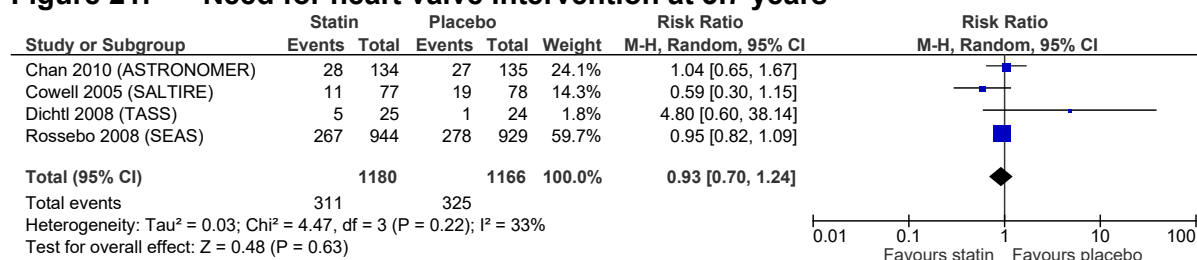 Statin Placebo Risk Ratio Risk Ratio
Study or Subgroup Events Total Events Total Weight M-H, Random, 95% CI M-H, Random, 95% CI
Chan 2010 (ASTRONOMER) 28 134 27 135 24.1% 1.04 [0.65, 1.67]
Cowell 2005 (SALTIRE) 11 77 19 78 14.3% 0.59 [0.30, 1.15]
Dichtl 2008 (TASS) 5 25 1 24 1.8% 4.80 [0.60, 38.14]
Rossebo 2008 (SEAS) 267 944 278 929 59.7% 0.95 [0.82, 1.09]
Total (95% CI) 1180 1166 100.0% 0.93 [0.70, 1.24]
Total events 311 325
Heterogeneity: Tau² = 0.03; Chi² = 4.47, df = 3 (P = 0.22); I² = 33%
Test for overall effect: Z = 0.48 (P = 0.63)
0.01 0.1 1 10 100
Favours statin Favours placebo